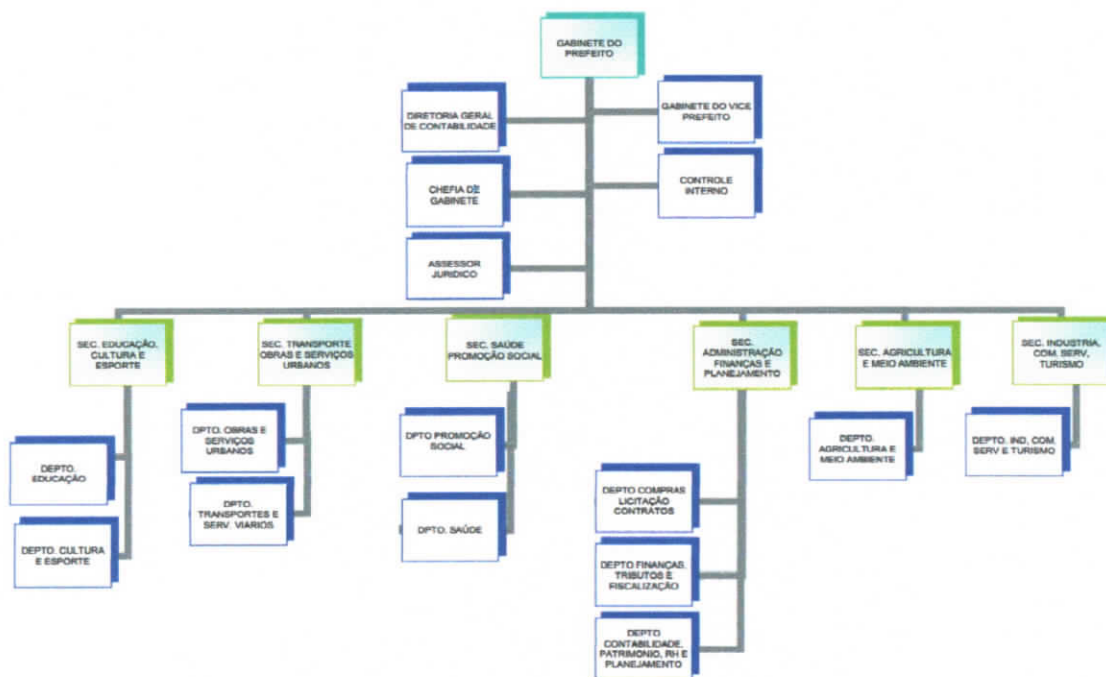 GABINETE DO
PREFEITO
DIRETORIA GERAL
DE CONTABILIDADE
GABINETE DO VICE
PREFEITO
CHEFIA DE
GABINETE
CONTROLE
INTERNO
ASSESSOR
JURIDICO
SEC. EDUCAÇÃO,
CULTURA E
ESPORTE
SEC. TRANSPORTE
OBRAS E SERVIÇOS
URBANOS
SEC. SAÚDE
PROMOÇÃO SOCIAL
SEC.
ADMINISTRAÇÃO
FINANÇAS E
PLANEJAMENTO
SEC. AGRICULTURA
E MEIO AMBIENTE
SEC. INDUSTRIA,
COM. SERV,
TURISMO
DEPTO.
EDUCAÇÃO
DEPTO. CULTURA
E ESPORTE
DPTO. OBRAS E
SERVIÇOS
URBANOS
DPTO.
TRANSPORTES E
SERV. VIARIOS
DPTO PROMOÇÃO
SOCIAL
DPTO. SAÚDE
DEPTO COMPRAS
LICITAÇÃO
CONTRATOS
DEPTO FINANÇAS,
TRIBUTOS E
FISCALIZAÇÃO
DEPTO
CONTABILIDADE,
PATRIMONIO, RH E
PLANEJAMENTO
DEPTO.
AGRICULTURA E
MEIO AMBIENTE
DEPTO. IND, COM.
SERV E TURISMO